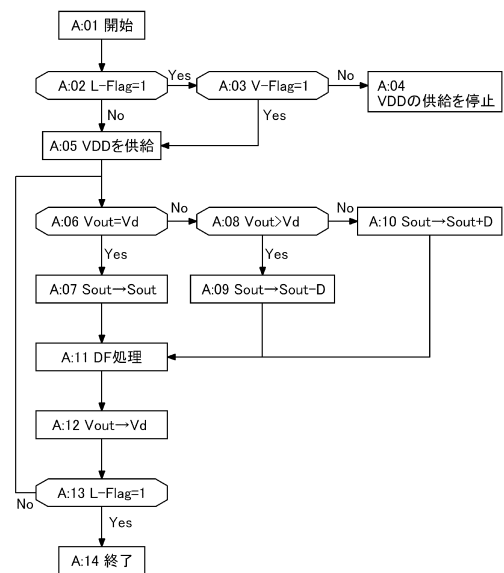 A:01 開始
A:02 L-Flag=1
Yes
A:03 V-Flag=1
No
A:04
VDDの供給を停止
No
Yes
A:05 VDDを供給
A:06 Vout=Vd
No
A:08 Vout>Vd
No
A:10 Sout→Sout+D
Yes
Yes
A:07 Sout→Sout
A:09 Sout→Sout-D
A:11 DF処理
A:12 Vout→Vd
A:13 L-Flag=1
No
Yes
A:14 終了